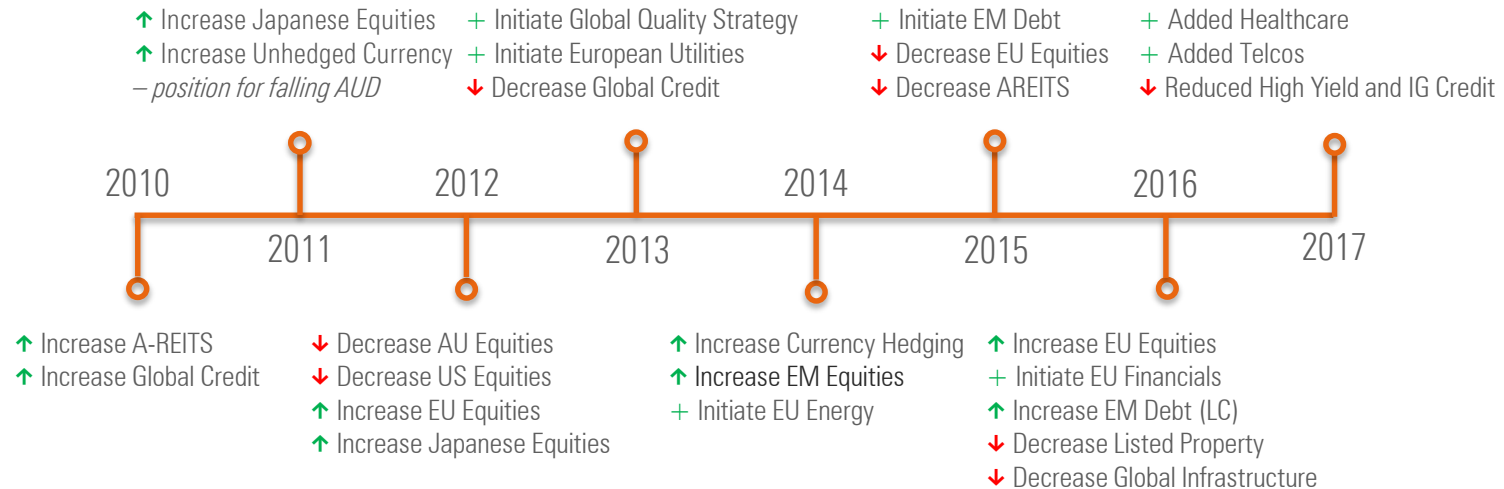 ↑ Increase Japanese Equities
↑ Increase Unhedged Currency
– position for falling AUD
+ Initiate Global Quality Strategy
+ Initiate European Utilities
↓ Decrease Global Credit
+ Initiate EM Debt
↓ Decrease EU Equities
↓ Decrease AREITS
+ Added Healthcare
+ Added Telcos
↓ Reduced High Yield and IG Credit
2010
2011
2012
2013
2014
2015
2016
2017
↑ Increase A-REITS
↑ Increase Global Credit
↓ Decrease AU Equities
↓ Decrease US Equities
↑ Increase EU Equities
↑ Increase Japanese Equities
↑ Increase Currency Hedging
↑ Increase EM Equities
+ Initiate EU Energy
↑ Increase EU Equities
+ Initiate EU Financials
↑ Increase EM Debt (LC)
↓ Decrease Listed Property
↓ Decrease Global Infrastructure